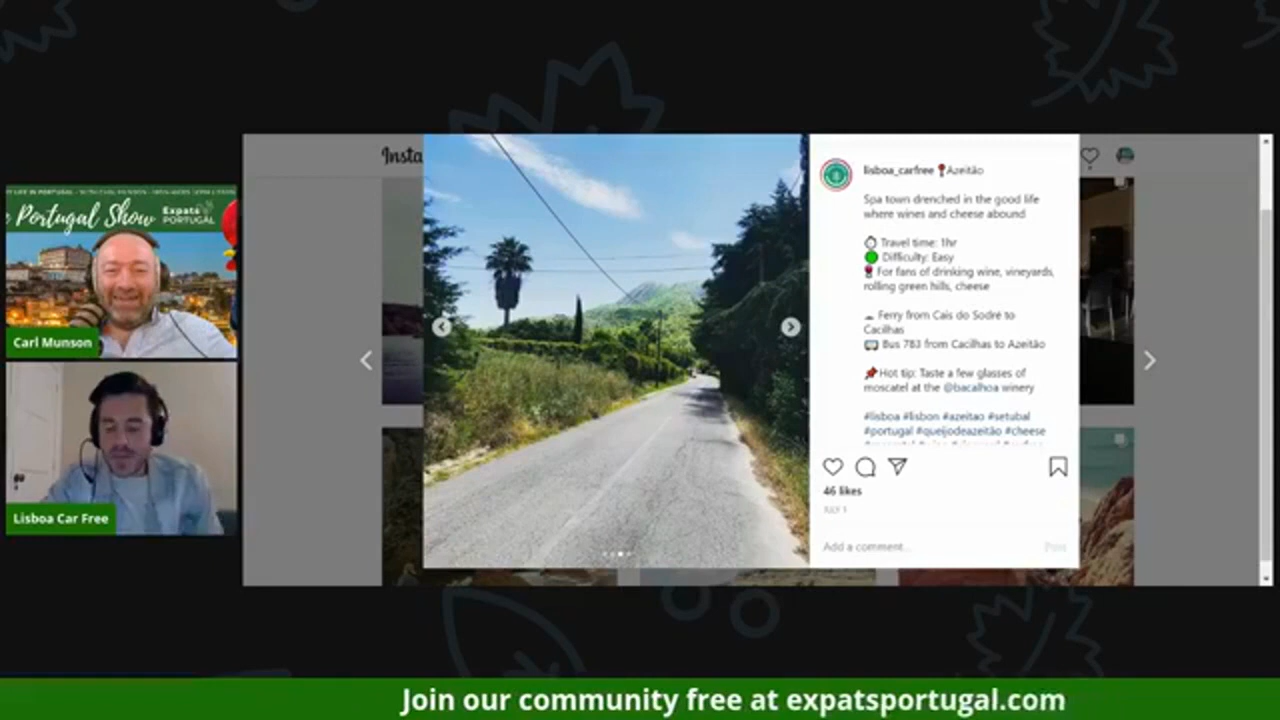 Portugal Show
Expats
PORTUGAL
Carl Munson
Lisboa Car Free
Insta
lisboa_carfree 📍Azeitão
Spa town drenched in the good life
where wines and cheese abound
Travel time: 1hr
Difficulty: Easy
For fans of drinking wine, vineyards,
rolling green hills, cheese
Ferry from Cais do Sodré to
Cacilhas
Bus 783 from Cacilhas to Azeitão
Hot tip: Taste a few glasses of
moscatel at the @bacalhoa winery
#lisboa #lisbon #azeitao #setubal
#portugal #queijodeazeitão #cheese
46 likes
JULY 1
Add a comment...
Post
Join our community free at expatsportugal.com